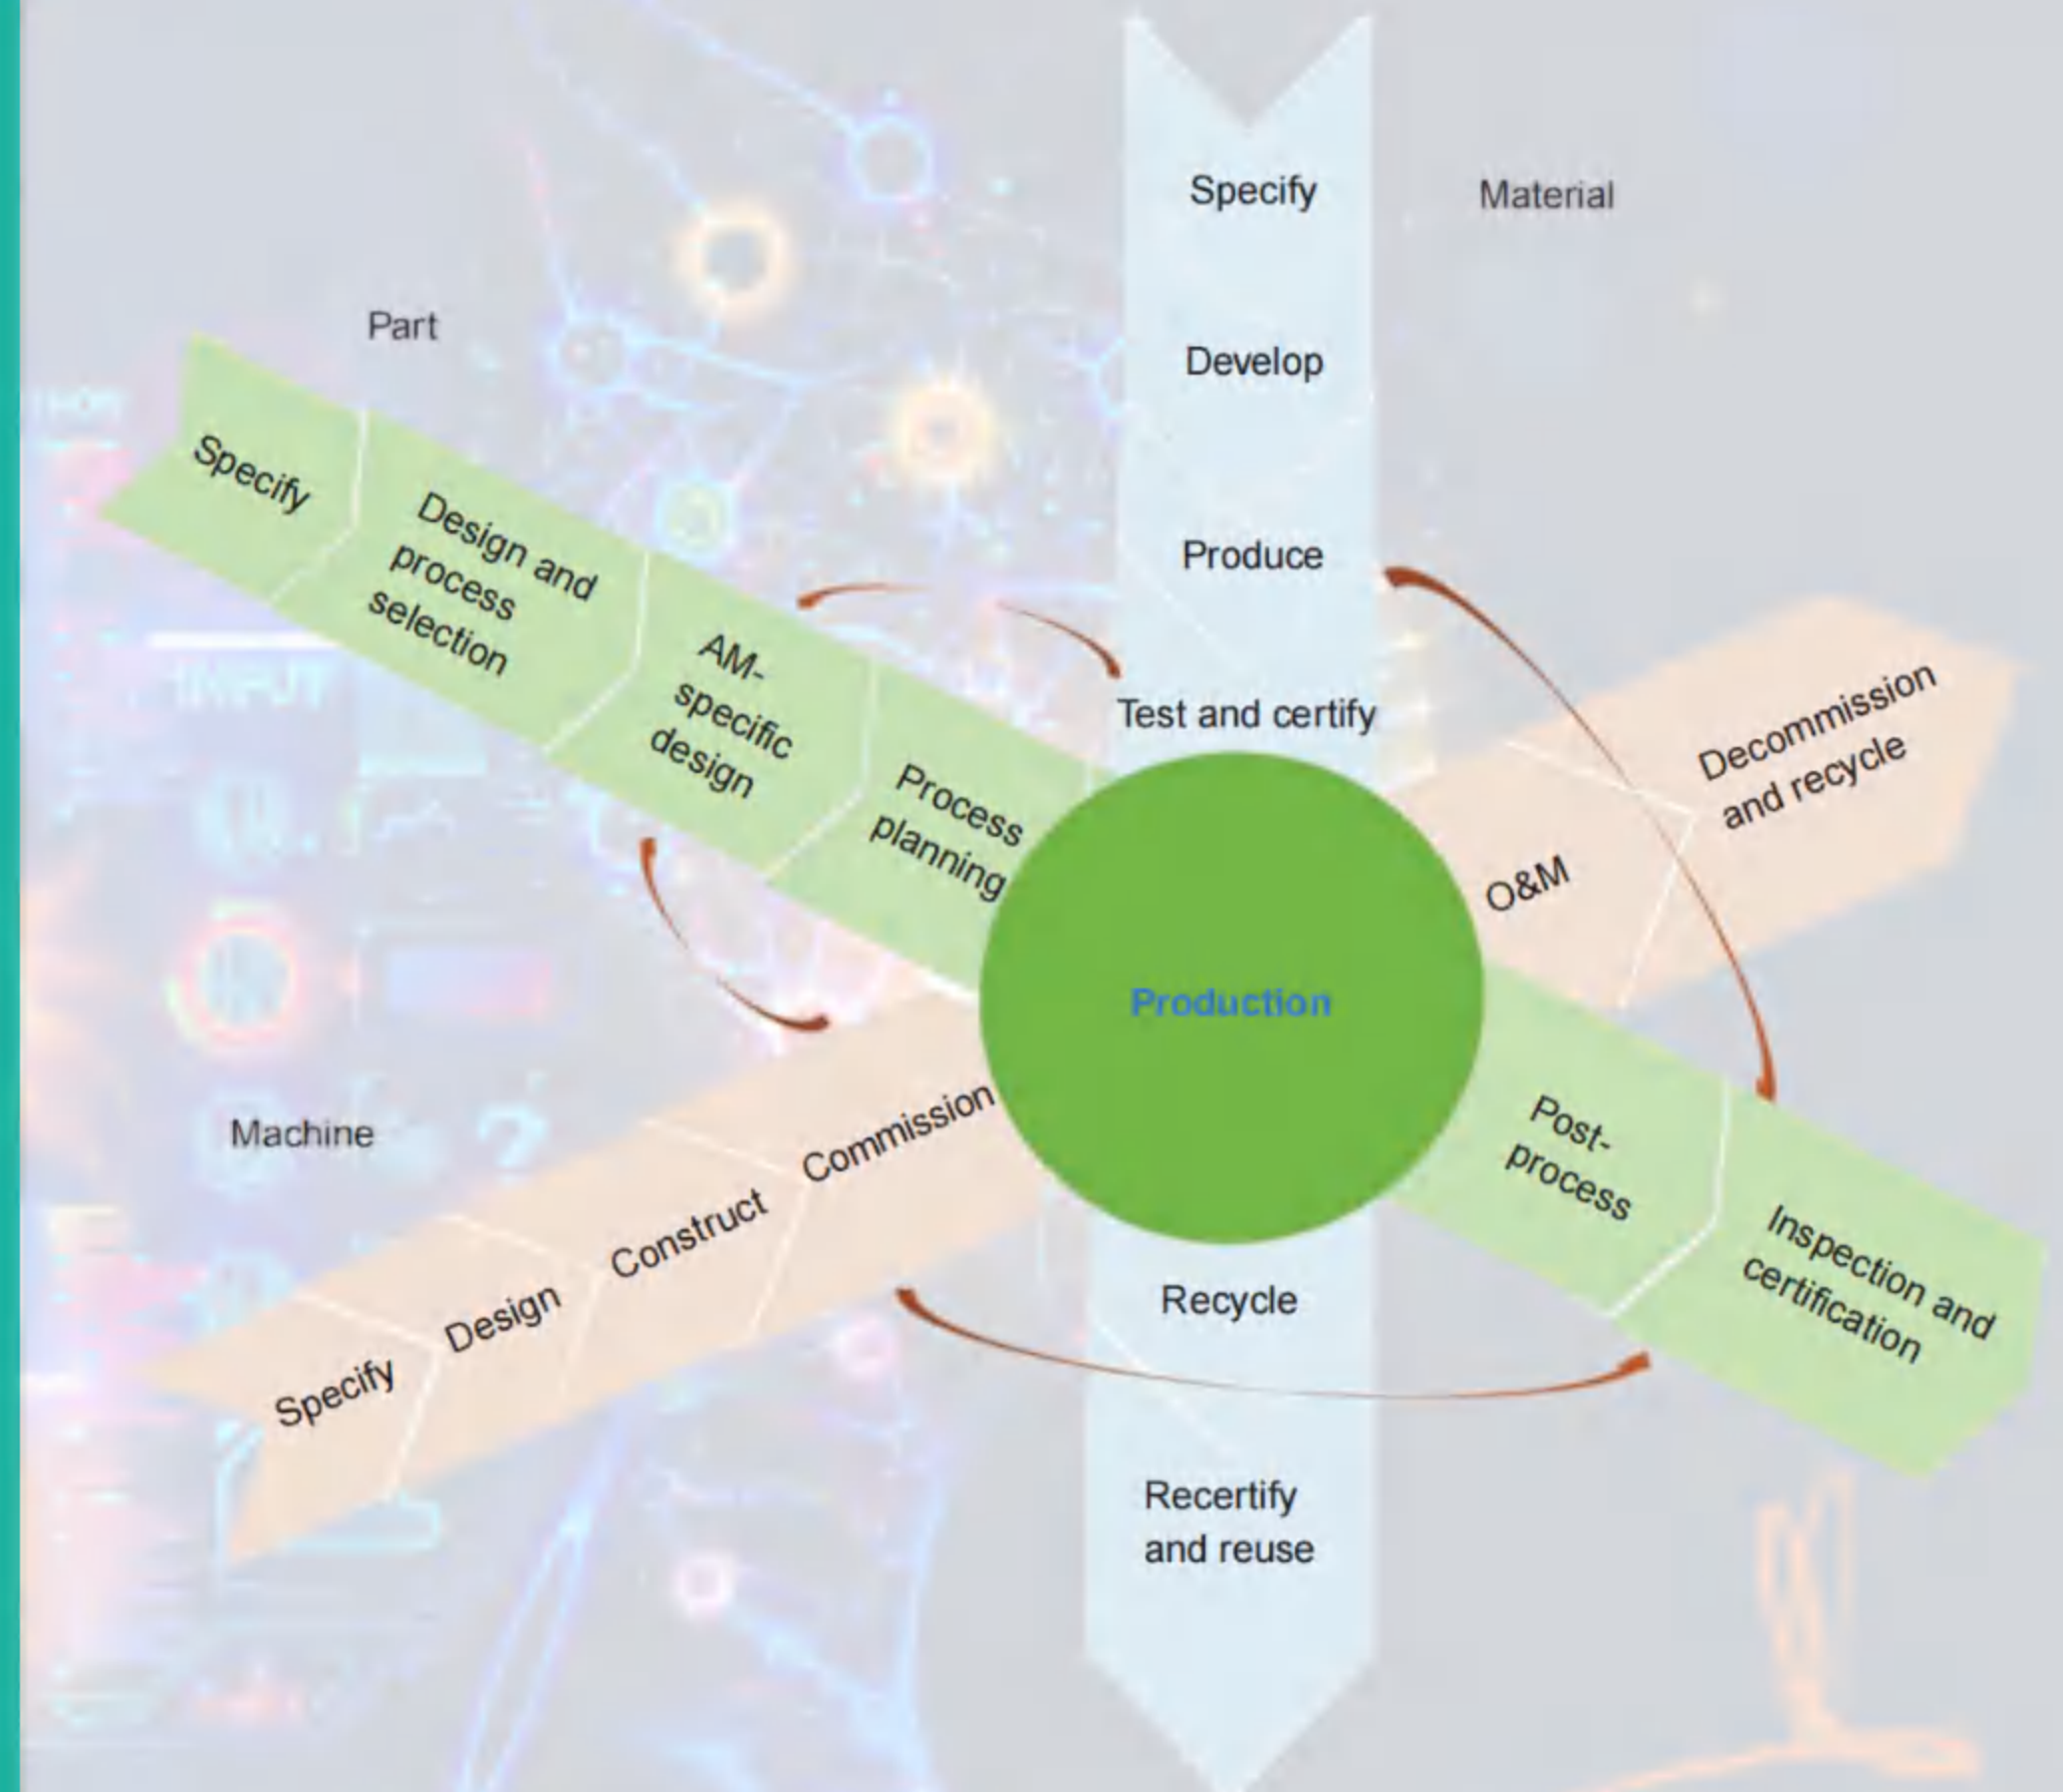 Specify
Material
Develop
Produce
Test and certify
Part
Specify
Design and
process
selection
AM-
specific
design
Process
planning
Production
Post-
process
Inspection and
certification
Machine
Specify
Design
Construct
Commission
O&M
Decommission
and recycle
Recycle
Recertify
and reuse
INPUT
?